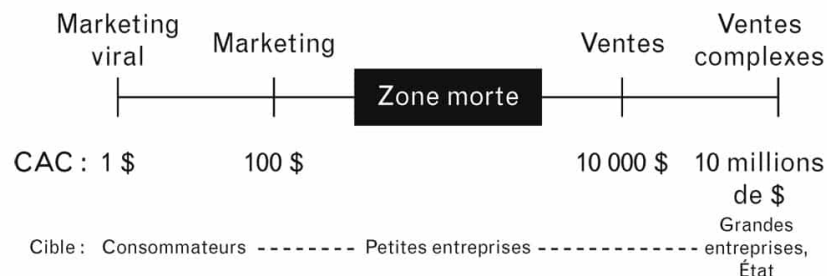 Marketing
viral
Marketing
Zone morte
Ventes
Ventes
complexes
CAC : 1 $ 100 $ 10 000 $ 10 millions
de $
Cible : Consommateurs Petites entreprises Grandes
entreprises,
État